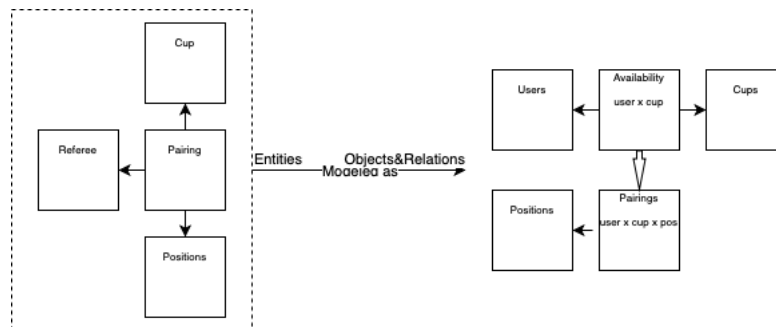 Cup
Referee
Pairing
Positions
Entities
Objects&Relations
Modeled as
Users
Availability
user x cup
Cups
Positions
Pairings
user x cup x pos